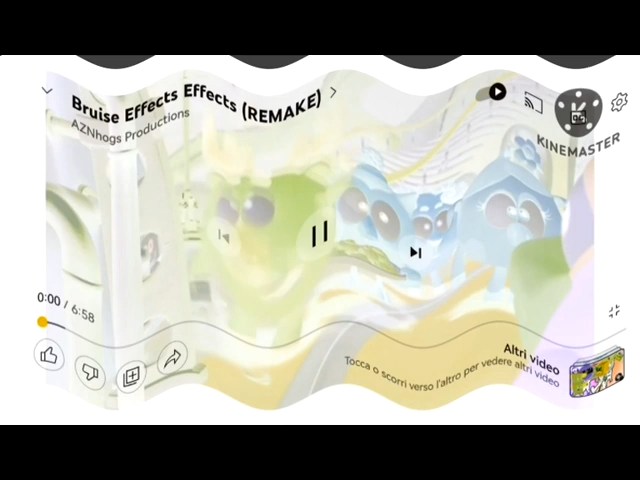 Bruise Effects Effects (REMAKE)
AZNhogs Productions
KINEMASTER
0:00 / 6:58
Altri video
Tocca o scorri verso l'altro per vedere altri video